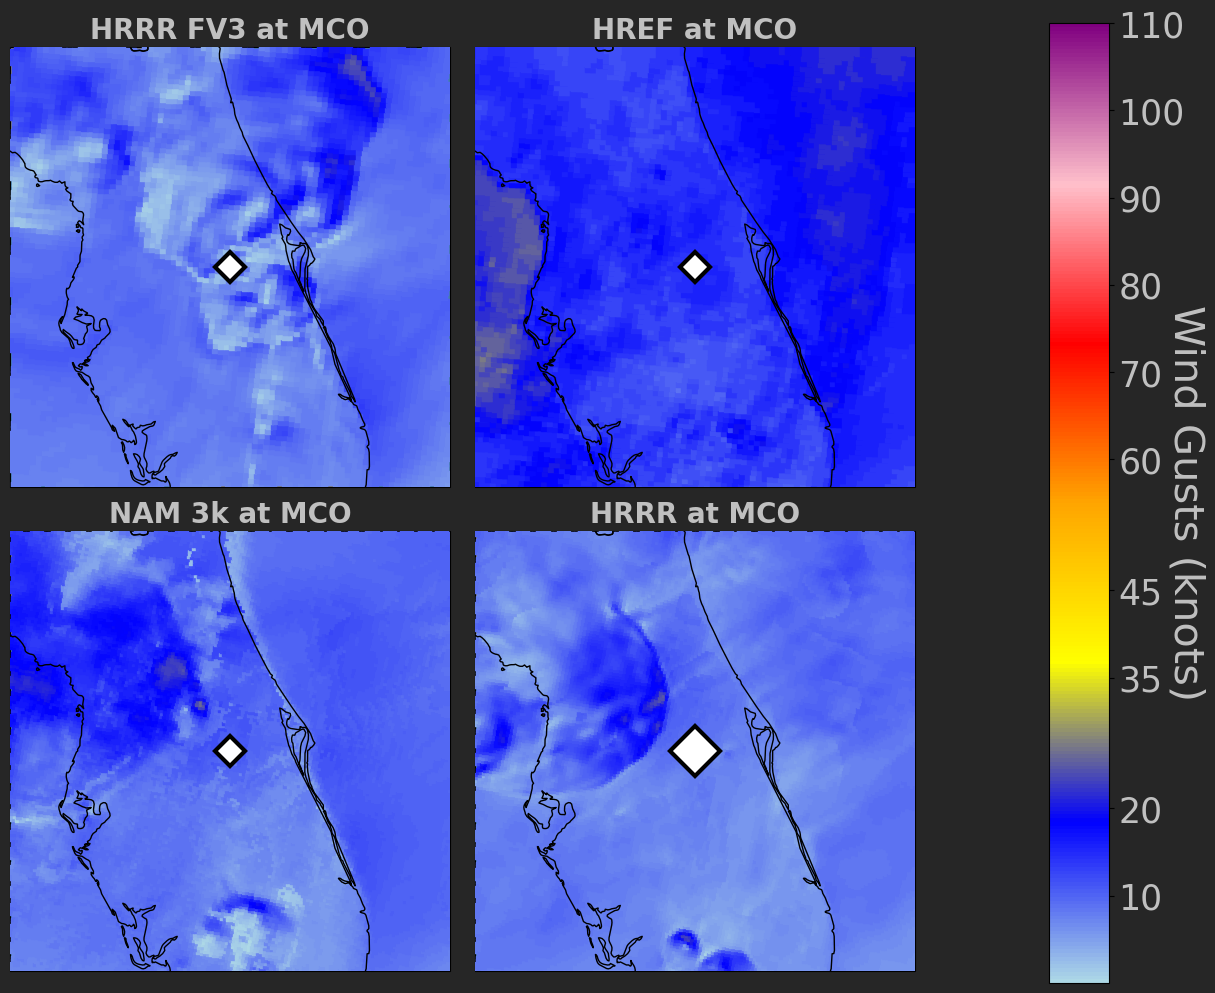 HRRR FV3 at MCO
HREF at MCO
NAM 3k at MCO
HRRR at MCO
110
100
90
80
70
60
45
35
20
10
Wind Gusts (knots)